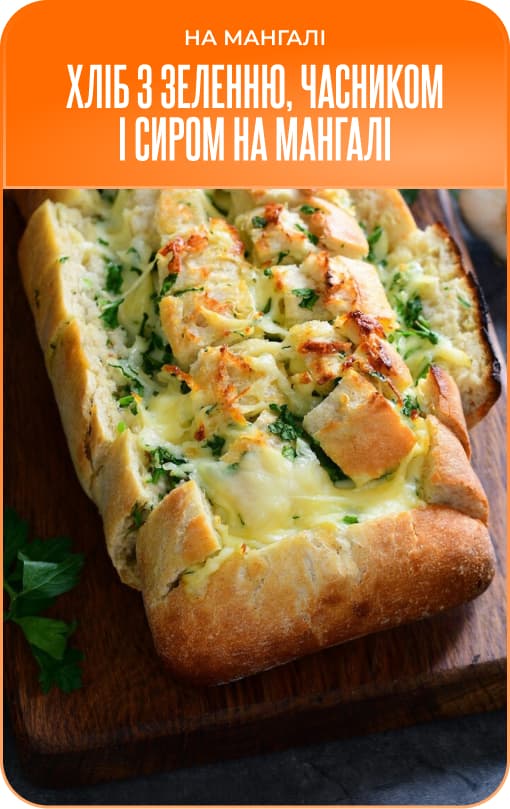 НА МАНГАЛІ
ХЛІБ З ЗЕЛЕННЮ, ЧАСНИКОМ
І СИРОМ НА МАНГАЛІ